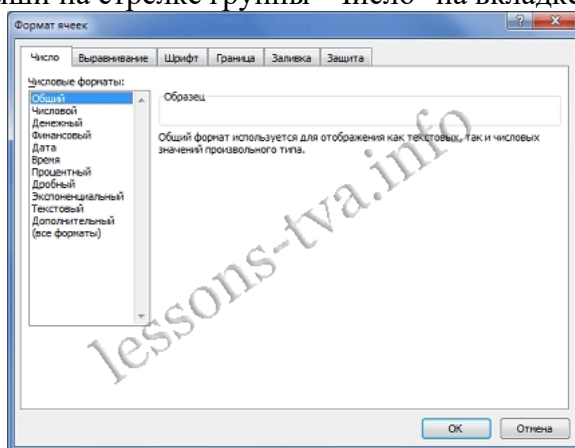 ши на стрелке группы "Число" на вкладке
Формат ячеек
Число Выравнивание Шрифт Граница Заливка Защита
Числовые форматы:
Общий
Числовой
Денежный
Финансовый
Дата
Время
Процентный
Дробный
Экспоненциальный
Текстовый
Дополнительный
(все форматы)
Образец
Общий формат используется для отображения как текстовых, так и числовых
значений произвольного типа.
lessons-tva.info
OK Отмена